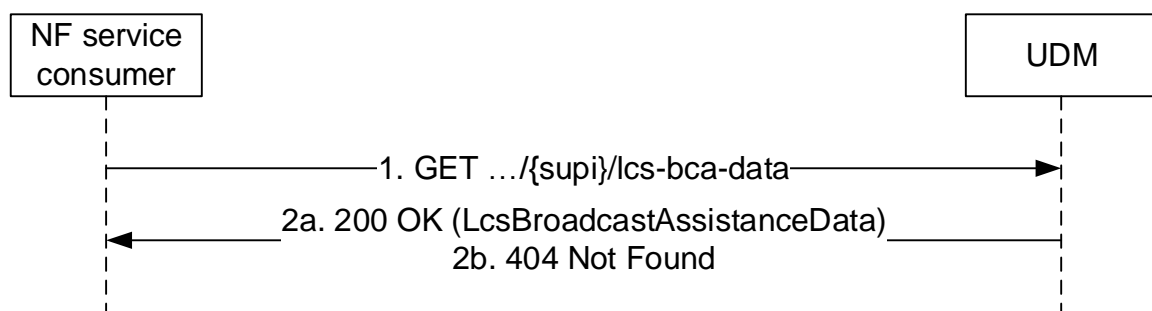 NF service
consumer
UDM
1. GET …/{supi}/lcs-bca-data
2a. 200 OK (LcsBroadcastAssistanceData)
2b. 404 Not Found